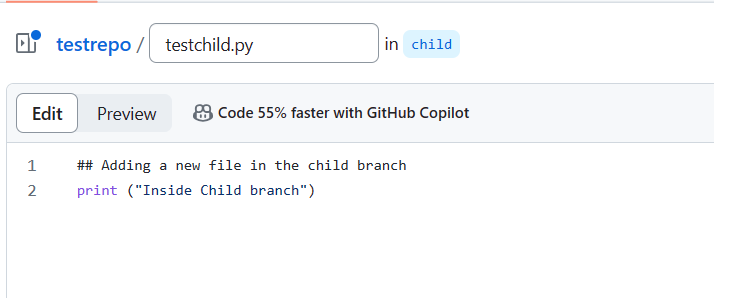 testrepo / testchild.py in child
Edit Preview Code 55% faster with GitHub Copilot
1 ## Adding a new file in the child branch
2 print ("Inside Child branch")